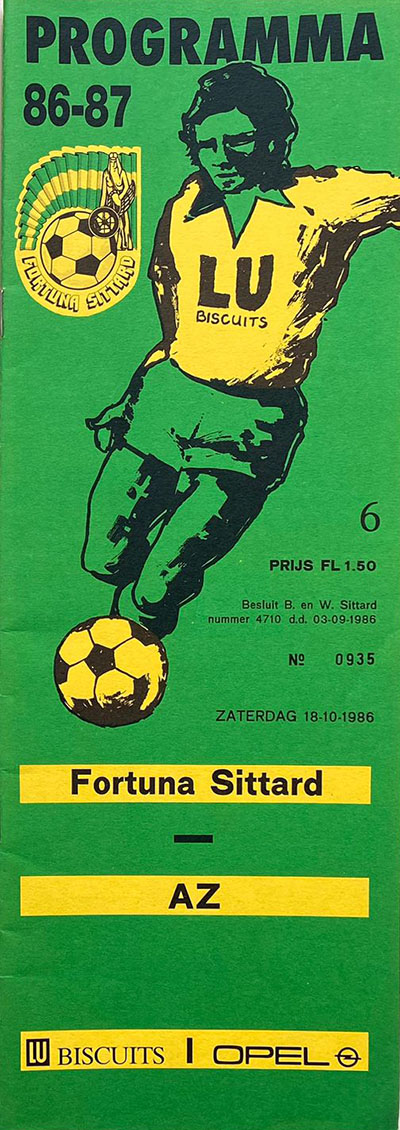 PROGRAMMA
86-87
FORTUNA SITTARD
LU
BISCUITS
6
PRIJS FL 1.50
Besluit B. en W. Sittard
nummer 4710 d.d. 03-09-1986
Nº 0935
ZATERDAG 18-10-1986
Fortuna Sittard
—
AZ
LU BISCUITS | OPEL